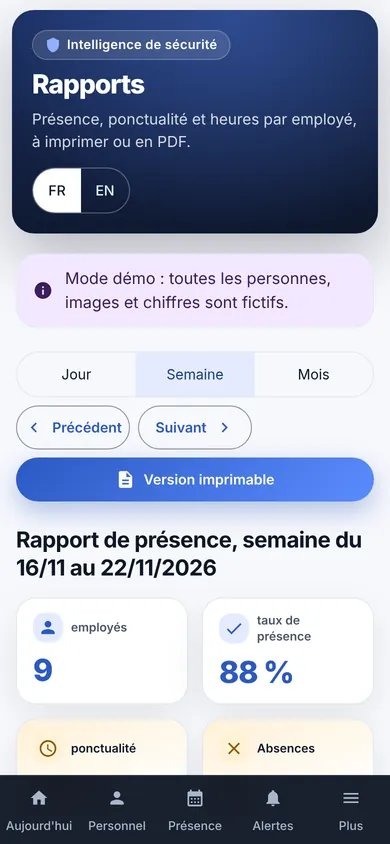 Intelligence de sécurité
Rapports
Présence, ponctualité et heures par employé,
à imprimer ou en PDF.
FR EN
Mode démo : toutes les personnes,
images et chiffres sont fictifs.
Jour Semaine Mois
Précédent Suivant
Version imprimable
Rapport de présence, semaine du
16/11 au 22/11/2026
employés
9
taux de
présence
88 %
ponctualité
Absences
Aujourd'hui Personnel Présence Alertes Plus